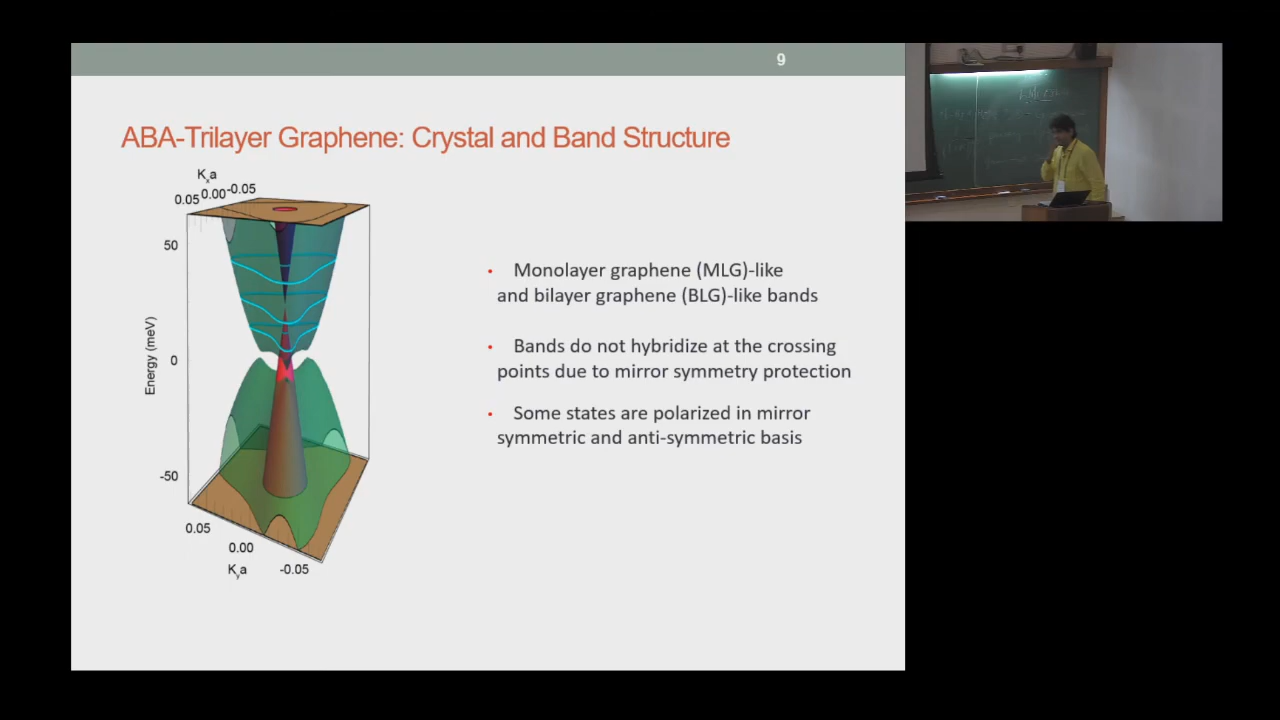 9
ABA-Trilayer Graphene: Crystal and Band Structure
Kxa
0.05 0.00 -0.05
50
0
-50
Energy (meV)
0.05
0.00
-0.05
Kya
• Monolayer graphene (MLG)-like
and bilayer graphene (BLG)-like bands
• Bands do not hybridize at the crossing
points due to mirror symmetry protection
• Some states are polarized in mirror
symmetric and anti-symmetric basis